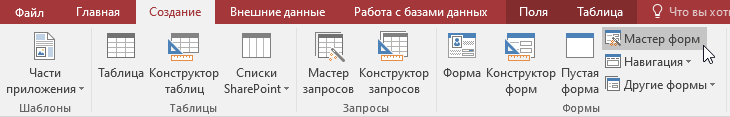 Файл Главная Создание Внешние данные Работа с базами данных Поля Таблица Что вы хот
Части приложения
Таблица
Конструктор таблиц
Списки SharePoint
Мастер запросов
Конструктор запросов
Форма
Конструктор форм
Пустая форма
Мастер форм
Навигация
Другие формы
Шаблоны Таблицы Запросы Формы